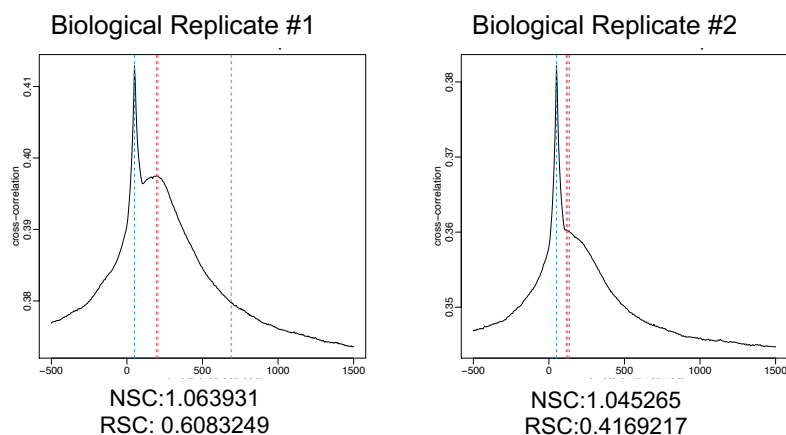 Biological Replicate #1
Biological Replicate #2
cross−correlation
0.38
0.39
0.40
0.41
−500
0
500
1000
1500
NSC:1.063931
RSC: 0.6083249
cross−correlation
0.35
0.36
0.37
0.38
−500
0
500
1000
1500
NSC:1.045265
RSC:0.4169217